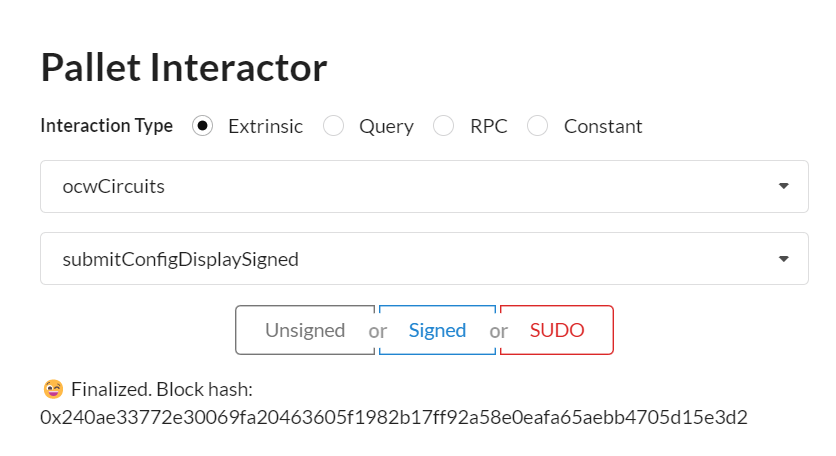 Pallet Interactor
Interaction Type Extrinsic Query RPC Constant
ocwCircuits
submitConfigDisplaySigned
Unsigned or Signed or SUDO
😉 Finalized. Block hash:
0x240ae33772e30069fa20463605f1982b17ff92a58e0eafa65aebb4705d15e3d2